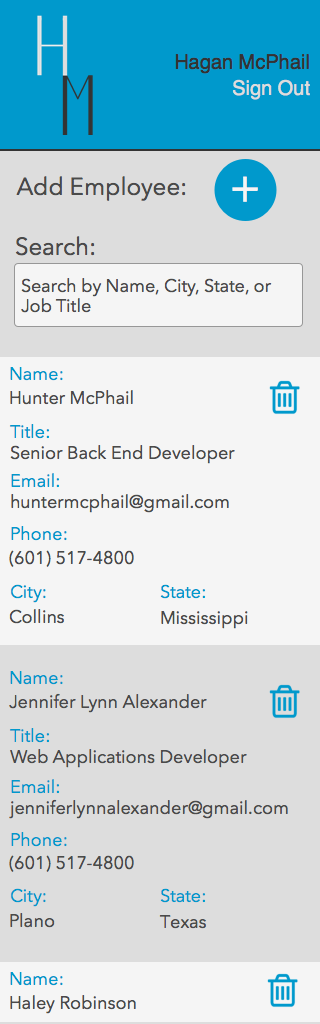 HM
Hagan McPhail
Sign Out
Add Employee:
Search:
Search by Name, City, State, or
Job Title
Name:
Hunter McPhail
Title:
Senior Back End Developer
Email:
huntermcphail@gmail.com
Phone:
(601) 517-4800
City: State:
Collins Mississippi
Name:
Jennifer Lynn Alexander
Title:
Web Applications Developer
Email:
jenniferlynnalexander@gmail.com
Phone:
(601) 517-4800
City: State:
Plano Texas
Name:
Haley Robinson